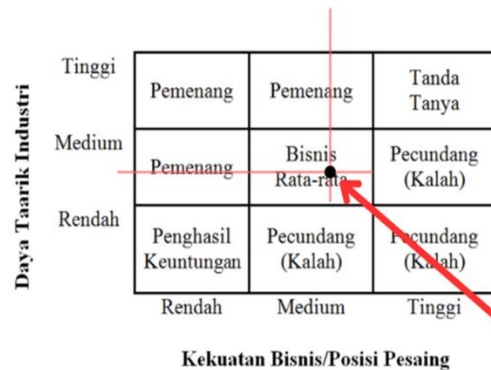 Daya Taarik Industri
Tinggi
Medium
Rendah
Pemenang
Pemenang
Tanda
Tanya
Pemenang
Bisnis
Rata-rata
Pecundang
(Kalah)
Penghasil
Keuntungan
Pecundang
(Kalah)
Pecundang
(Kalah)
Rendah
Medium
Tinggi
Kekuatan Bisnis/Posisi Pesaing